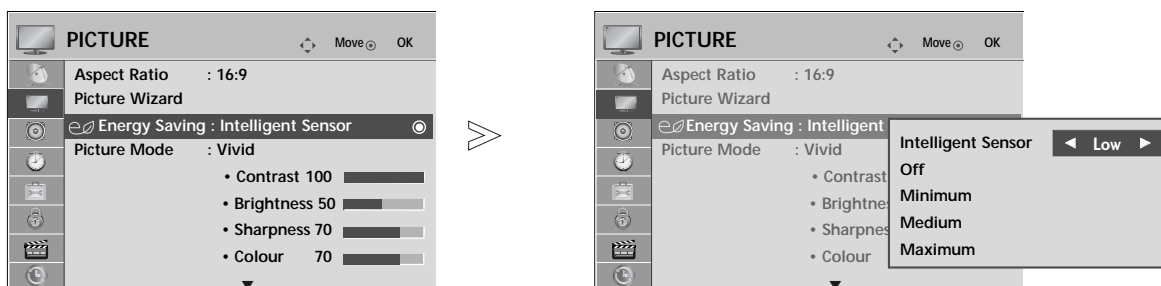 PICTURE Move OK
Aspect Ratio : 16:9
Picture Wizard
Energy Saving : Intelligent Sensor
Picture Mode : Vivid
• Contrast 100
• Brightness 50
• Sharpness 70
• Colour 70
PICTURE Move OK
Aspect Ratio : 16:9
Picture Wizard
Energy Saving : Intelligent
Picture Mode : Vivid
• Contrast
• Brightne
• Sharpnes
• Colour
Intelligent Sensor ◄ Low ►
Off
Minimum
Medium
Maximum